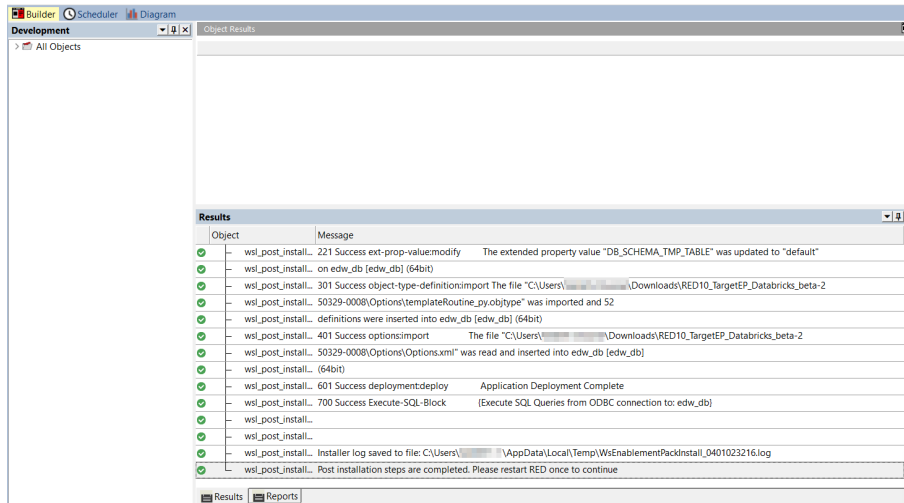 Builder Scheduler Diagram
Development
Object Results
All Objects
Results
Object Message
wsl_post_install... 221 Success ext-prop-value:modify The extended property value "DB_SCHEMA_TMP_TABLE" was updated to "default"
wsl_post_install... on edw_db [edw_db] (64bit)
wsl_post_install... 301 Success object-type-definition:import The file "C:\Users\ \Downloads\RED10_TargetEP_Databricks_beta-2
wsl_post_install... 50329-0008\Options\templateRoutine_py.objtype" was imported and 52
wsl_post_install... definitions were inserted into edw_db [edw_db] (64bit)
wsl_post_install... 401 Success options:import The file "C:\Users\ \Downloads\RED10_TargetEP_Databricks_beta-2
wsl_post_install... 50329-0008\Options\Options.xml" was read and inserted into edw_db [edw_db]
wsl_post_install... (64bit)
wsl_post_install... 601 Success deployment:deploy Application Deployment Complete
wsl_post_install... 700 Success Execute-SQL-Block {Execute SQL Queries from ODBC connection to: edw_db}
wsl_post_install...
wsl_post_install...
wsl_post_install... Installer log saved to file: C:\Users\ \AppData\Local\Temp\WsEnablementPackInstall_0401023216.log
wsl_post_install... Post installation steps are completed. Please restart RED once to continue
Results Reports